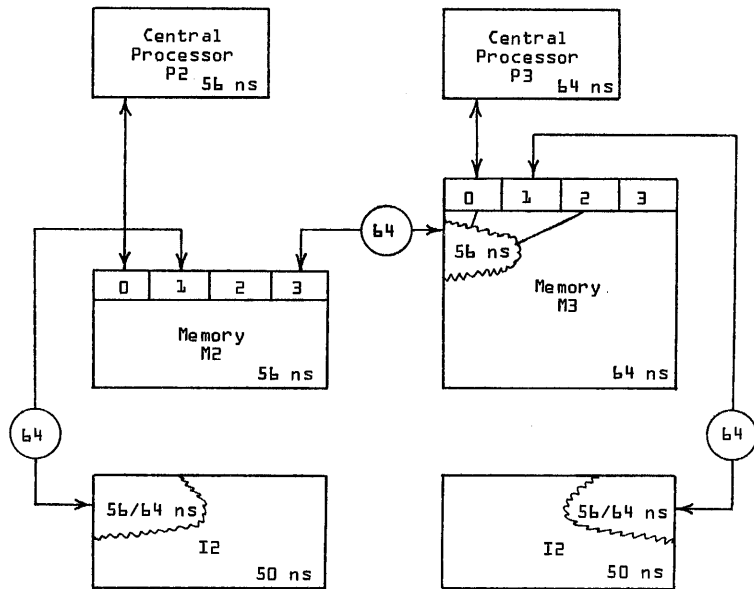 Central
Processor
P2
56 ns
Central
Processor
P3
64 ns
0 1 2 3
64
56 ns
0 1 2 3
Memory
M3
Memory
M2
56 ns
64 ns
64
64
56/64 ns
56/64 ns
I2
I2
50 ns
50 ns